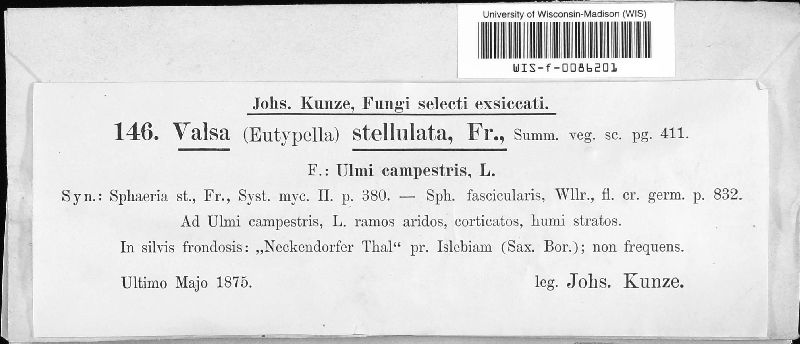 University of Wisconsin-Madison (WIS)
WIS-f-0086201
Johs. Kunze, Fungi selecti exsiccati.
146. Valsa (Eutypella) stellulata, Fr., Summ. veg. sc. pg. 411.
F.: Ulmi campestris, L.
Syn.: Sphaeria st., Fr., Syst. myc. II. p. 380. — Sph. fascicularis, Wllr., fl. cr. germ. p. 832.
Ad Ulmi campestris, L. ramos aridos, corticatos, humi stratos.
In silvis frondosis: „Neckendorfer Thal“ pr. Islebiam (Sax. Bor.); non frequens.
Ultimo Majo 1875. leg. Johs. Kunze.